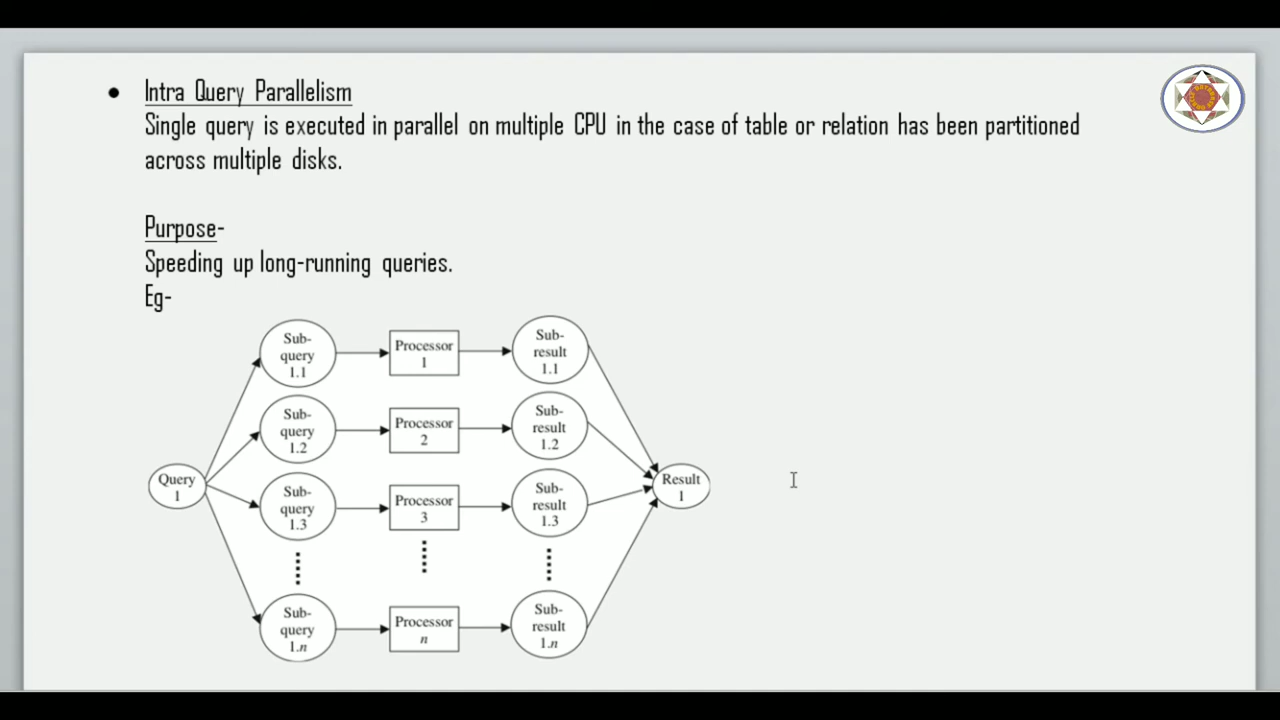 Intra Query Parallelism
Single query is executed in parallel on multiple CPU in the case of table or relation has been partitioned
across multiple disks.
Purpose-
Speeding up long-running queries.
Eg-
Sub-
query
1.1
Processor
1
Sub-
result
1.1
Sub-
query
1.2
Processor
2
Sub-
result
1.2
Query
1
Sub-
query
1.3
Processor
3
Sub-
result
1.3
Result
1
Sub-
query
1.n
Processor
n
Sub-
result
1.n